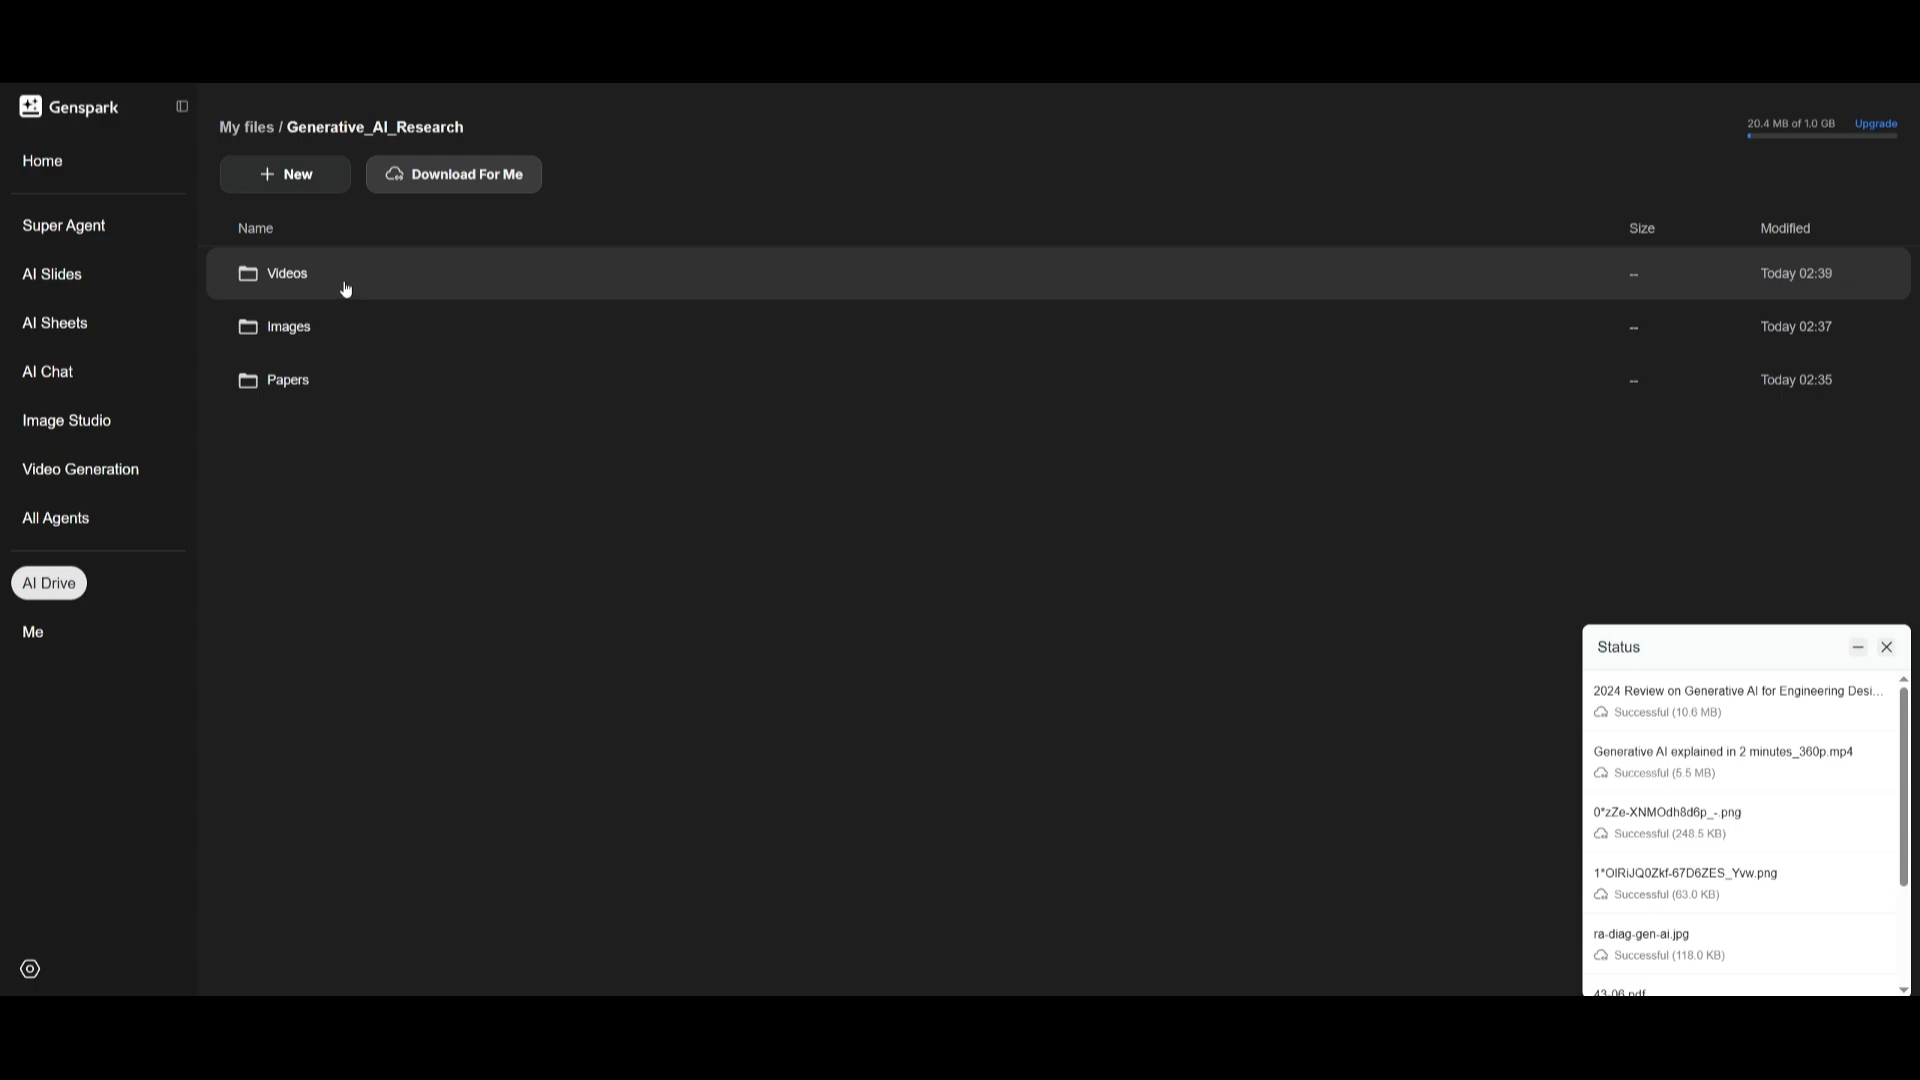 Genspark
Home
Super Agent
AI Slides
AI Sheets
AI Chat
Image Studio
Video Generation
All Agents
AI Drive
Me
My files / Generative_AI_Research
20.4 MB of 1.0 GB Upgrade
New Download For Me
Name Size Modified
Videos -- Today 02:39
Images -- Today 02:37
Papers -- Today 02:35
Status
2024 Review on Generative AI for Engineering Desi...
Successful (10.6 MB)
Generative AI explained in 2 minutes_360p.mp4
Successful (5.5 MB)
0*zZe-XNMOdh8d6p_-.png
Successful (248.5 KB)
Successful (63.0 KB)
ra-diag-gen-ai.jpg
Successful (118.0 KB)
43-06.pdf